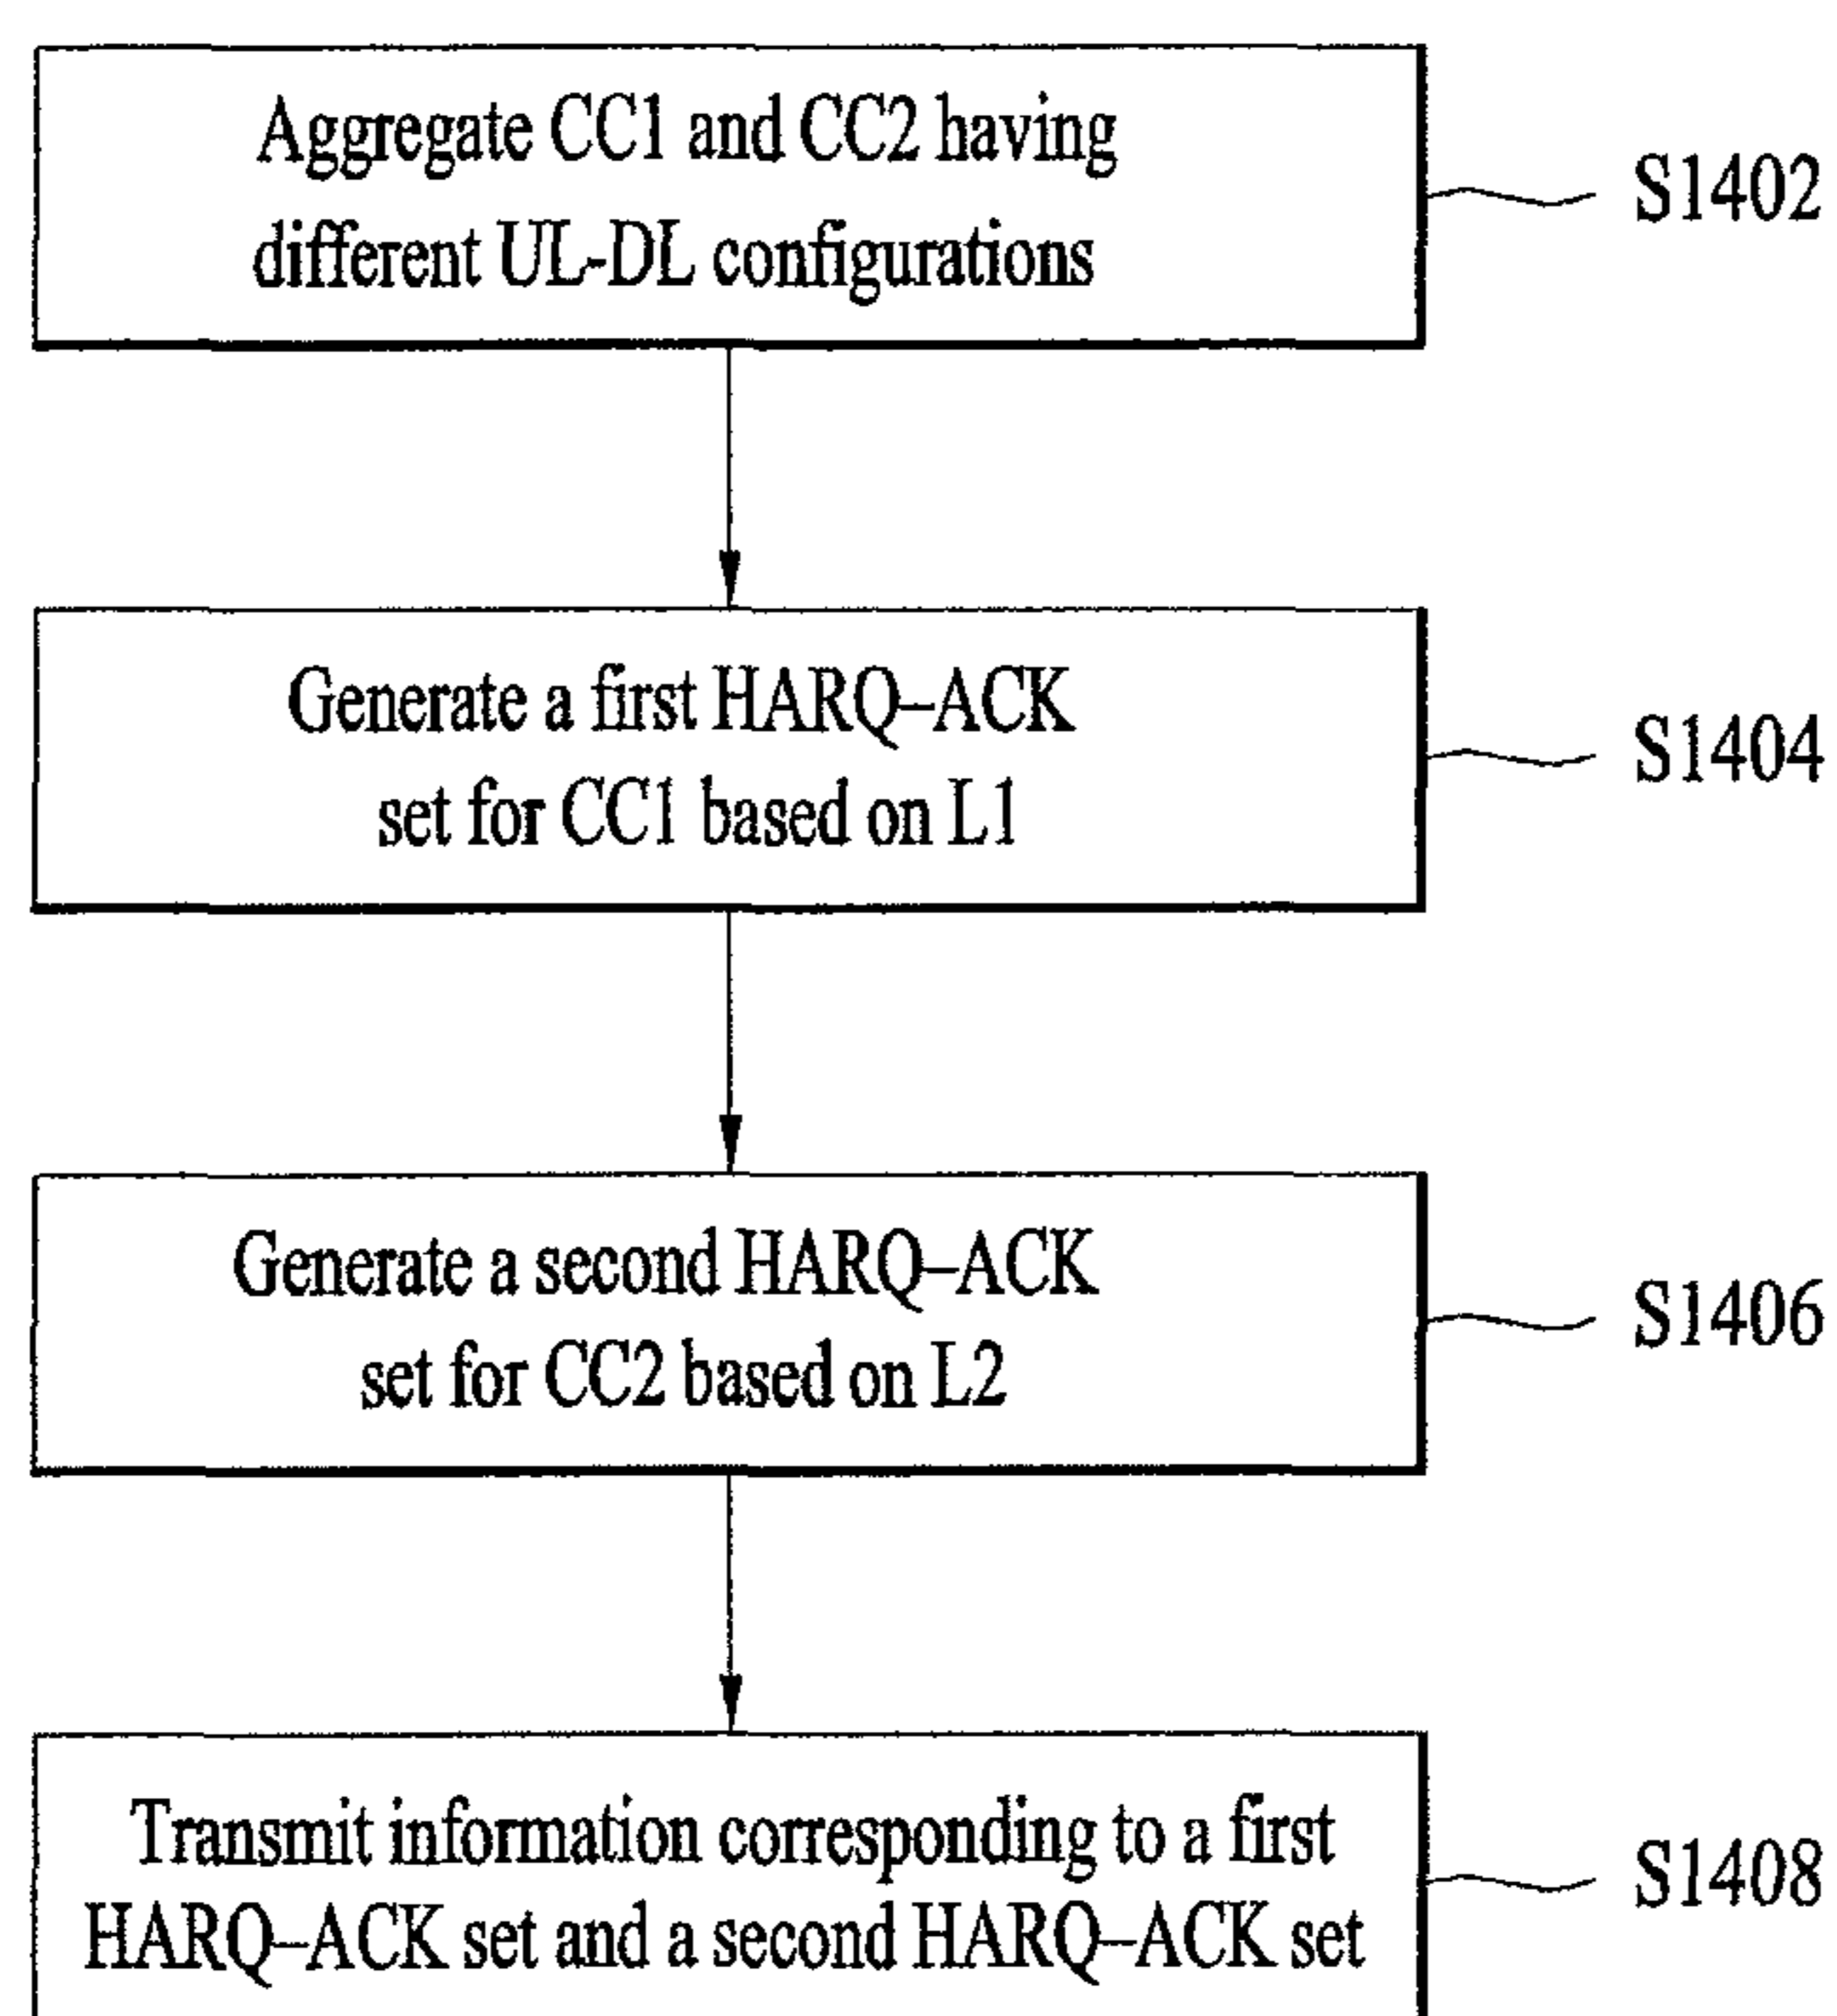 Aggregate CC1 and CC2 having
different UL-DL configurations
S1402
Generate a first HARQ–ACK
set for CC1 based on L1
S1404
Generate a second HARQ–ACK
set for CC2 based on L2
S1406
Transmit information corresponding to a first
HARQ–ACK set and a second HARQ–ACK set
S1408